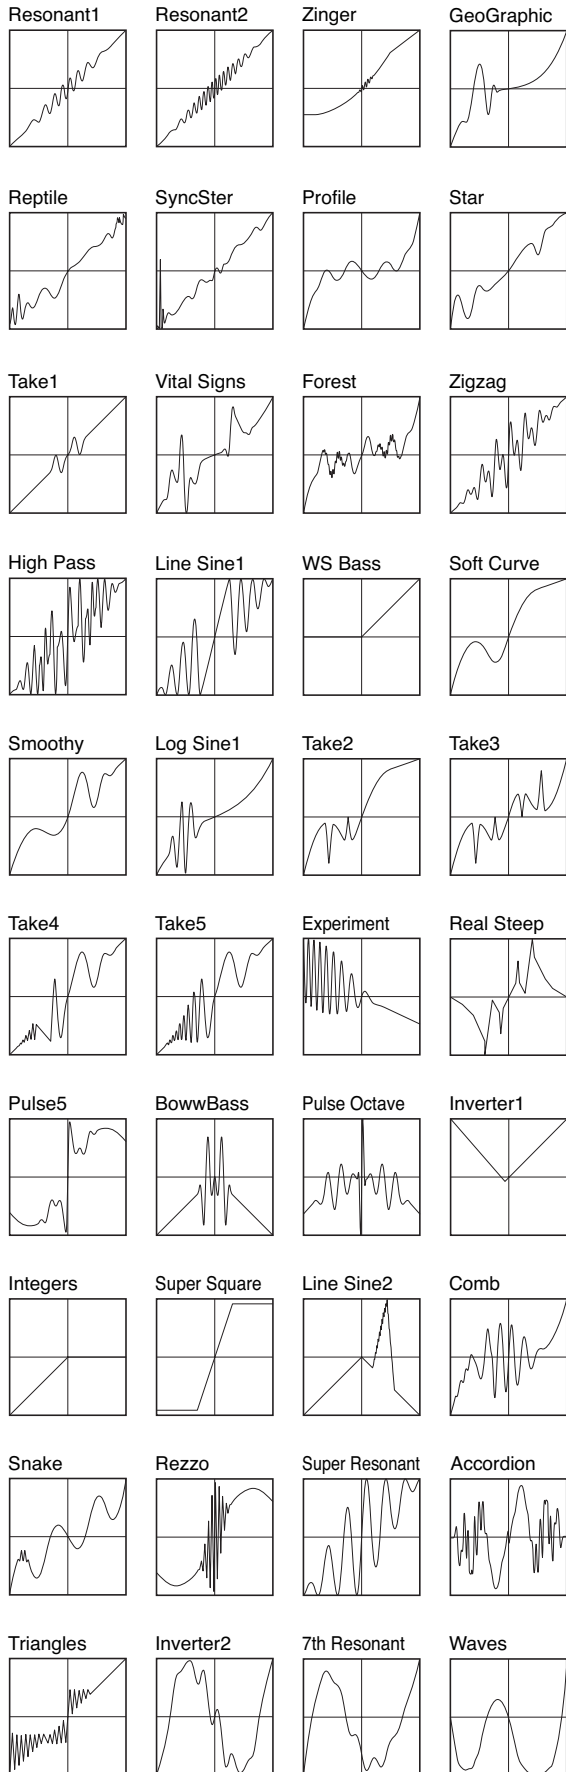 Resonant1 Resonant2 Zinger GeoGraphic
Reptile SyncSter Profile Star
Take1 Vital Signs Forest Zigzag
High Pass Line Sine1 WS Bass Soft Curve
Smoothy Log Sine1 Take2 Take3
Take4 Take5 Experiment Real Steep
Pulse5 BowwBass Pulse Octave Inverter1
Integers Super Square Line Sine2 Comb
Snake Rezzo Super Resonant Accordion
Triangles Inverter2 7th Resonant Waves